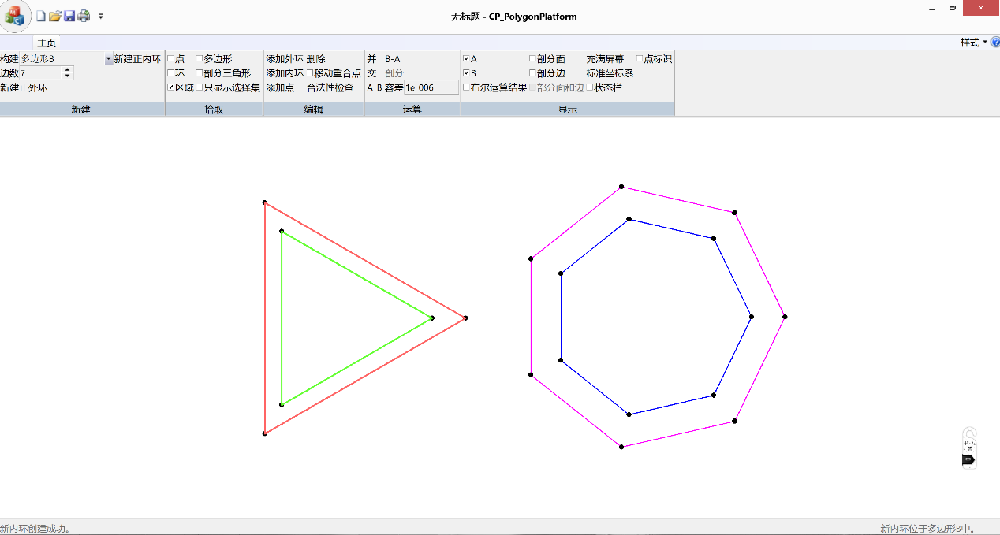 无标题 - CP_PolygonPlatform
主页
样式
构建 多边形B 新建正内环
边数 7
新建正外环
新建
点 多边形
环 剖分三角形
区域 只显示选择集
拾取
添加外环 删除
添加内环 移动重合点
添加点 合法性检查
编辑
并 B-A
交 剖分
A B 容差 1e 006
运算
A 剖分面 充满屏幕 点标识
B 剖分边 标准坐标系
布尔运算结果 剖分面和边 状态栏
显示
简
中
新内环创建成功。
新内环位于多边形B中。